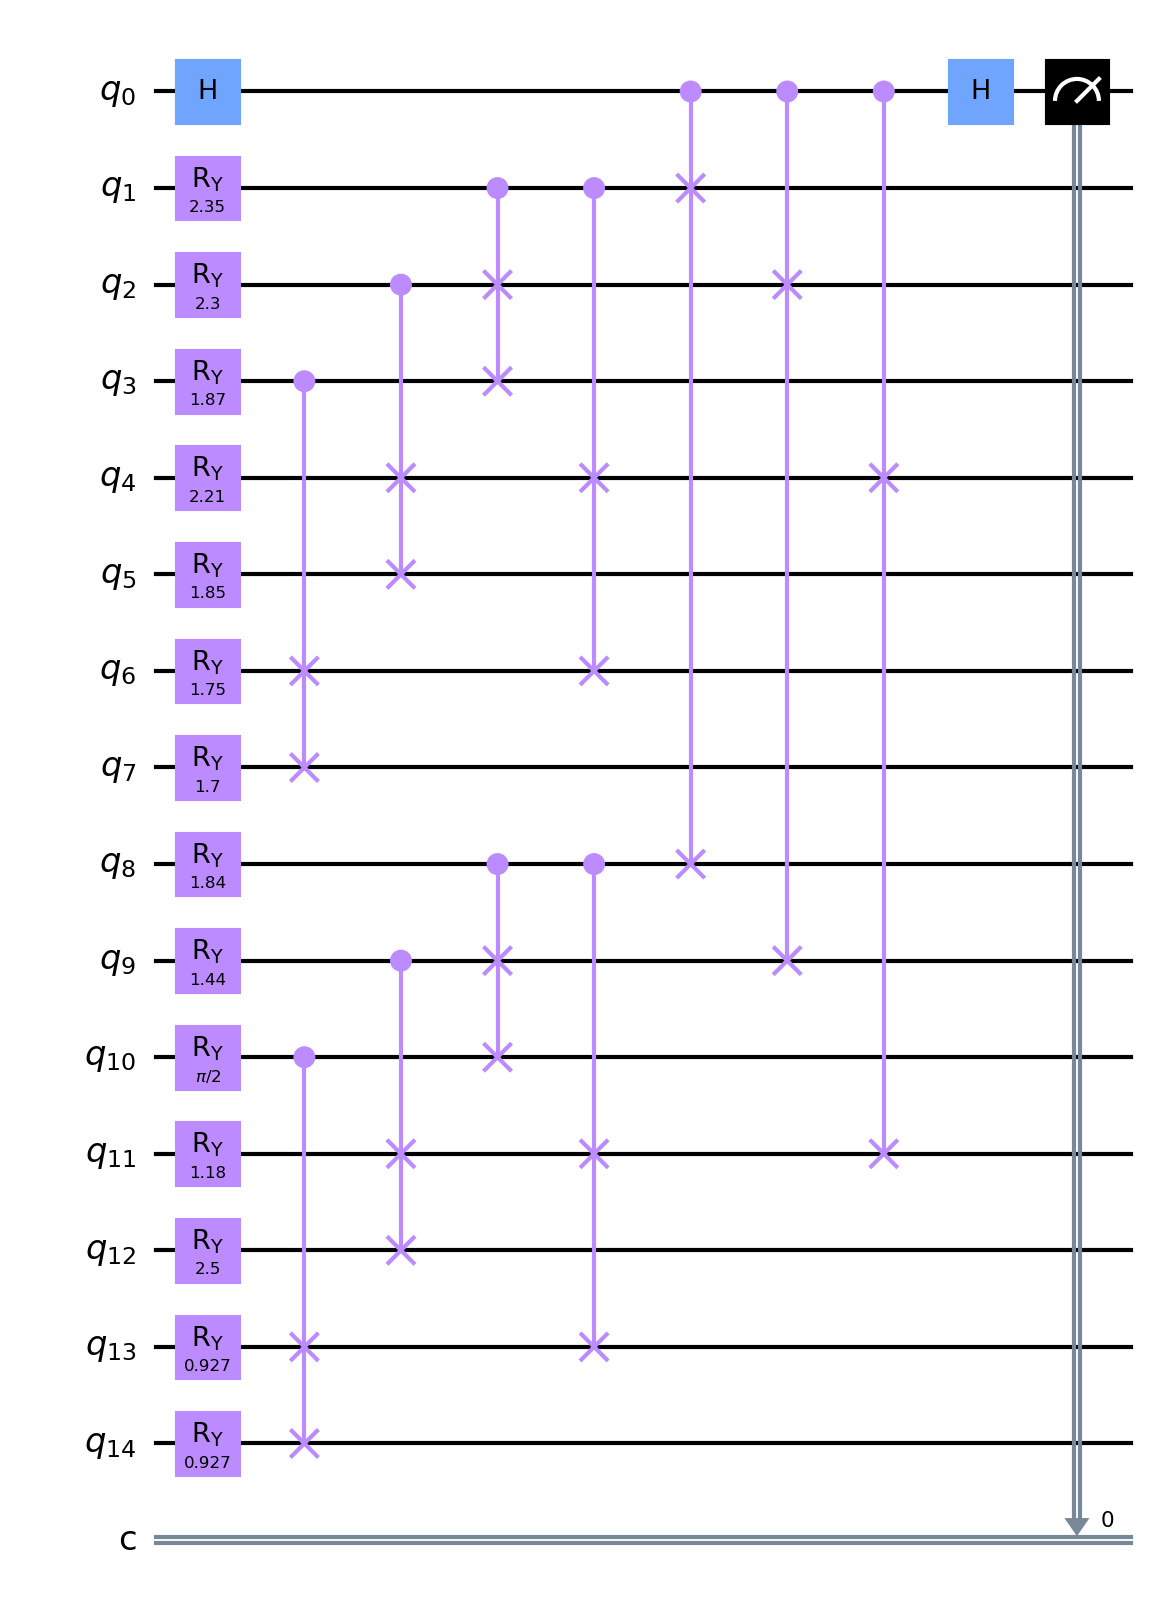 q0 H H
q1 RY 2.35
q2 RY 2.3
q3 RY 1.87
q4 RY 2.21
q5 RY 1.85
q6 RY 1.75
q7 RY 1.7
q8 RY 1.84
q9 RY 1.44
q10 RY π/2
q11 RY 1.18
q12 RY 2.5
q13 RY 0.927
q14 RY 0.927
c 0